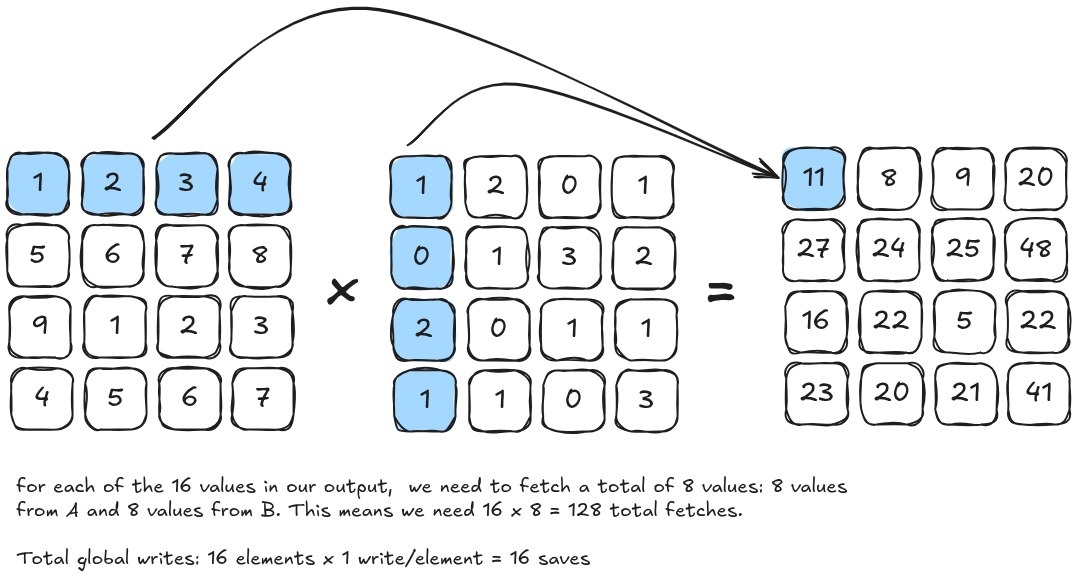 1 2 3 4 1 2 0 1 11 8 9 20
5 6 7 8 0 1 3 2 27 24 25 48
×
=
9 1 2 3 2 0 1 1 16 22 5 22
4 5 6 7 1 1 0 3 23 20 21 41
for each of the 16 values in our output, we need to fetch a total of 8 values: 8 values
from A and 8 values from B. This means we need 16 x 8 = 128 total fetches.
Total global writes: 16 elements x 1 write/element = 16 saves